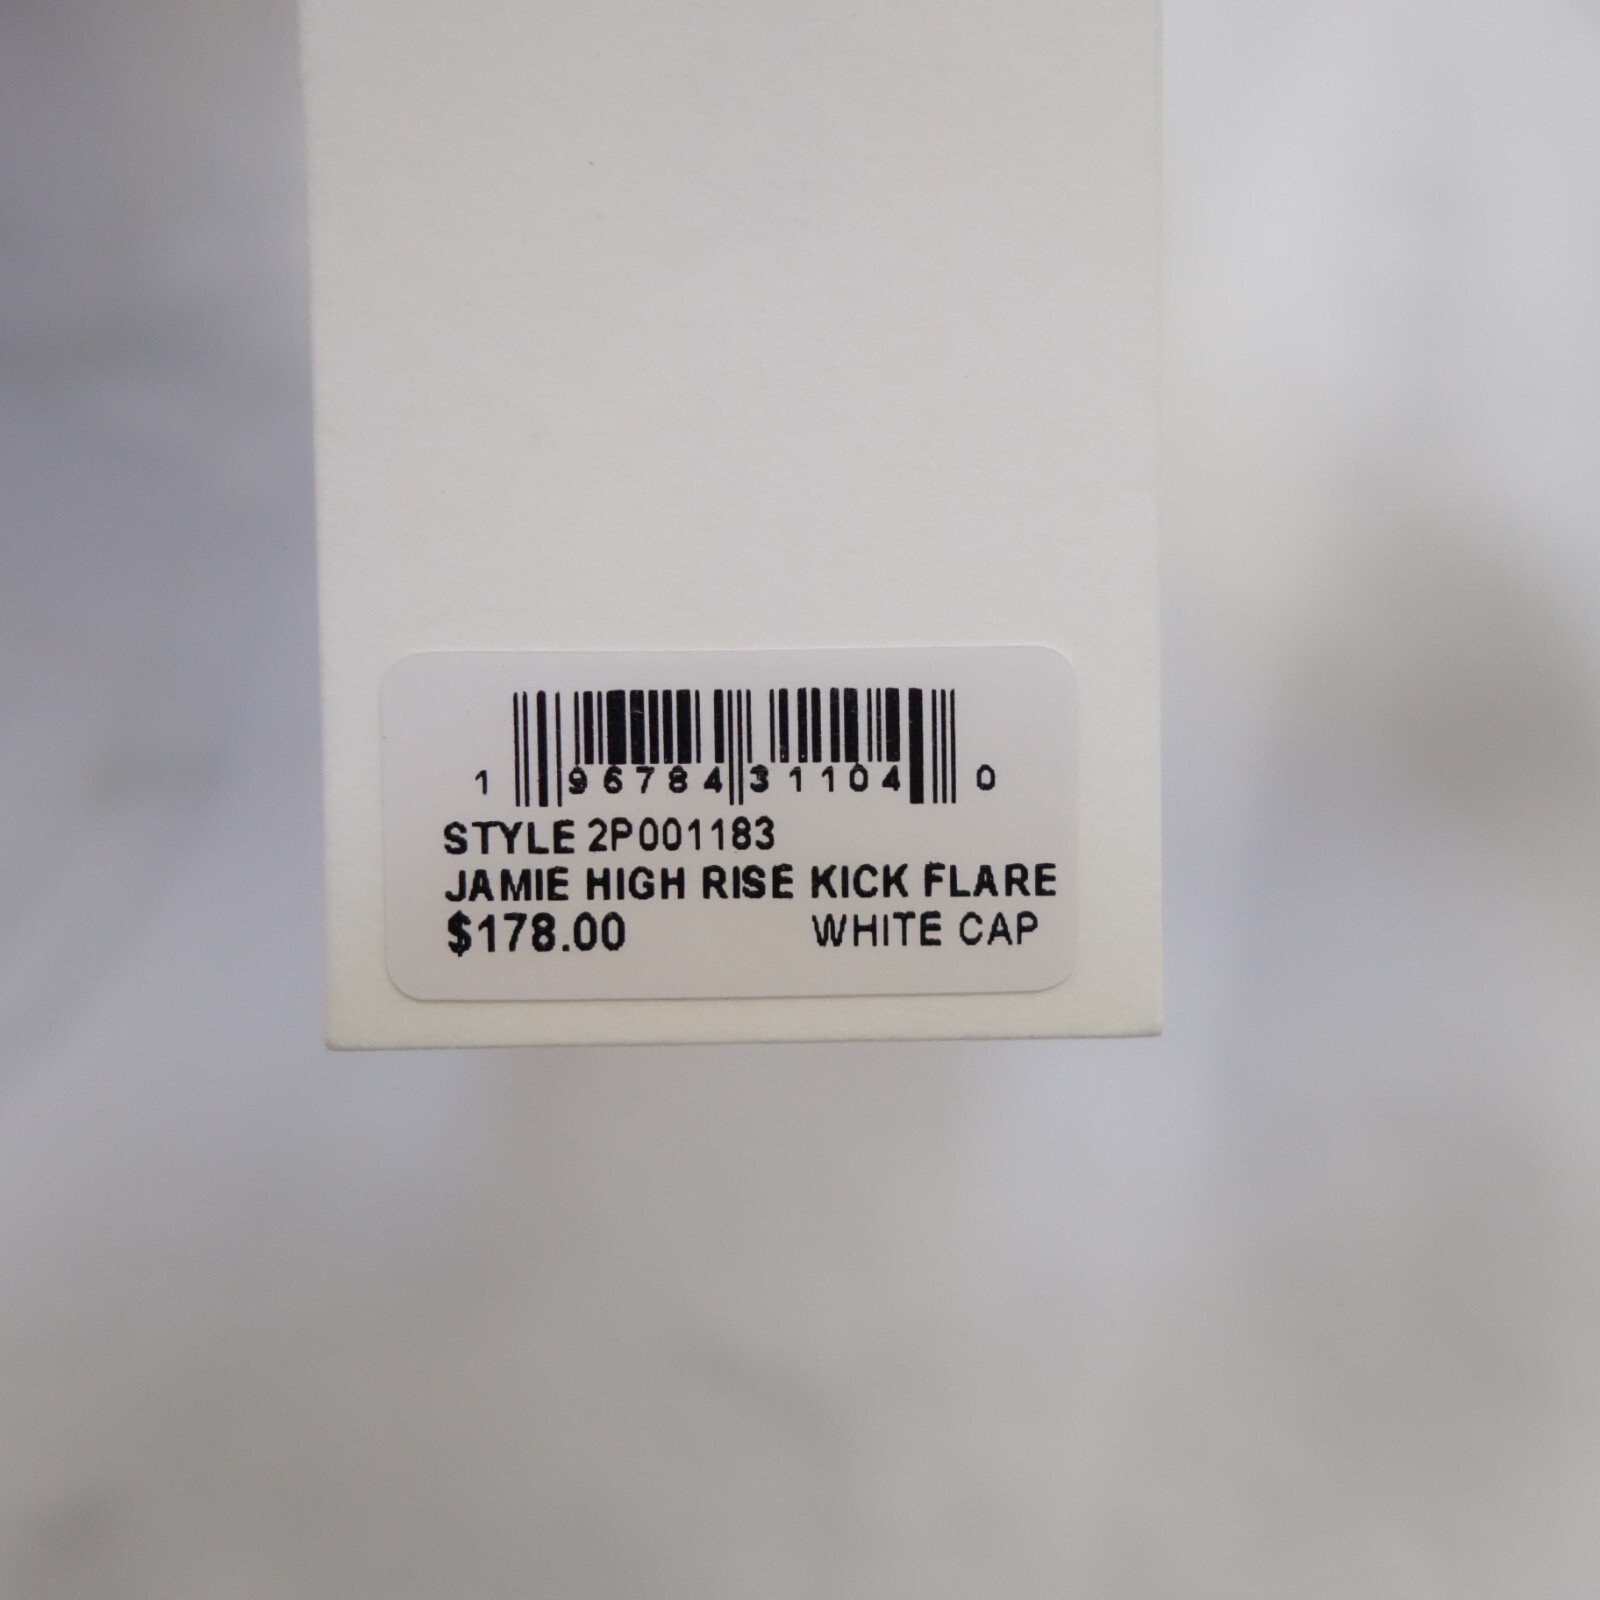 1 96784 31104 0
STYLE 2P001183
JAMIE HIGH RISE KICK FLARE
$178.00 WHITE CAP